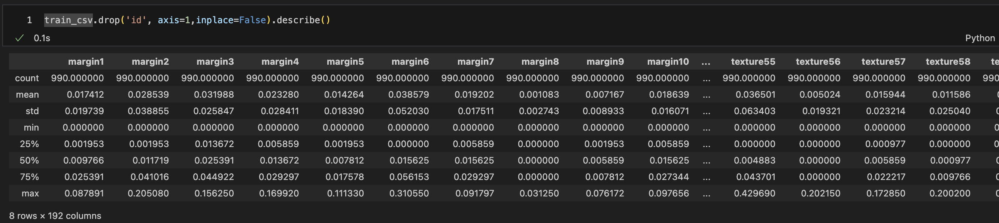 1 train_csv.drop('id', axis=1,inplace=False).describe()
0.1s Python
margin1 margin2 margin3 margin4 margin5 margin6 margin7 margin8 margin9 margin10 ... texture55 texture56 texture57 texture58 te
count 990.000000 990.000000 990.000000 990.000000 990.000000 990.000000 990.000000 990.000000 990.000000 990.000000 ... 990.000000 990.000000 990.000000 990.000000 990
mean 0.017412 0.028539 0.031988 0.023280 0.014264 0.038579 0.019202 0.001083 0.007167 0.018639 ... 0.036501 0.005024 0.015944 0.011586
std 0.019739 0.038855 0.025847 0.028411 0.018390 0.052030 0.017511 0.002743 0.008933 0.016071 ... 0.063403 0.019321 0.023214 0.025040
min 0.000000 0.000000 0.000000 0.000000 0.000000 0.000000 0.000000 0.000000 0.000000 0.000000 ... 0.000000 0.000000 0.000000 0.000000
25% 0.001953 0.001953 0.013672 0.005859 0.001953 0.000000 0.005859 0.000000 0.001953 0.005859 ... 0.000000 0.000000 0.000977 0.000000
50% 0.009766 0.011719 0.025391 0.013672 0.007812 0.015625 0.015625 0.000000 0.005859 0.015625 ... 0.004883 0.000000 0.005859 0.000977
75% 0.025391 0.041016 0.044922 0.029297 0.017578 0.056153 0.029297 0.000000 0.007812 0.027344 ... 0.043701 0.000000 0.022217 0.009766
max 0.087891 0.205080 0.156250 0.169920 0.111330 0.310550 0.091797 0.031250 0.076172 0.097656 ... 0.429690 0.202150 0.172850 0.200200
8 rows × 192 columns